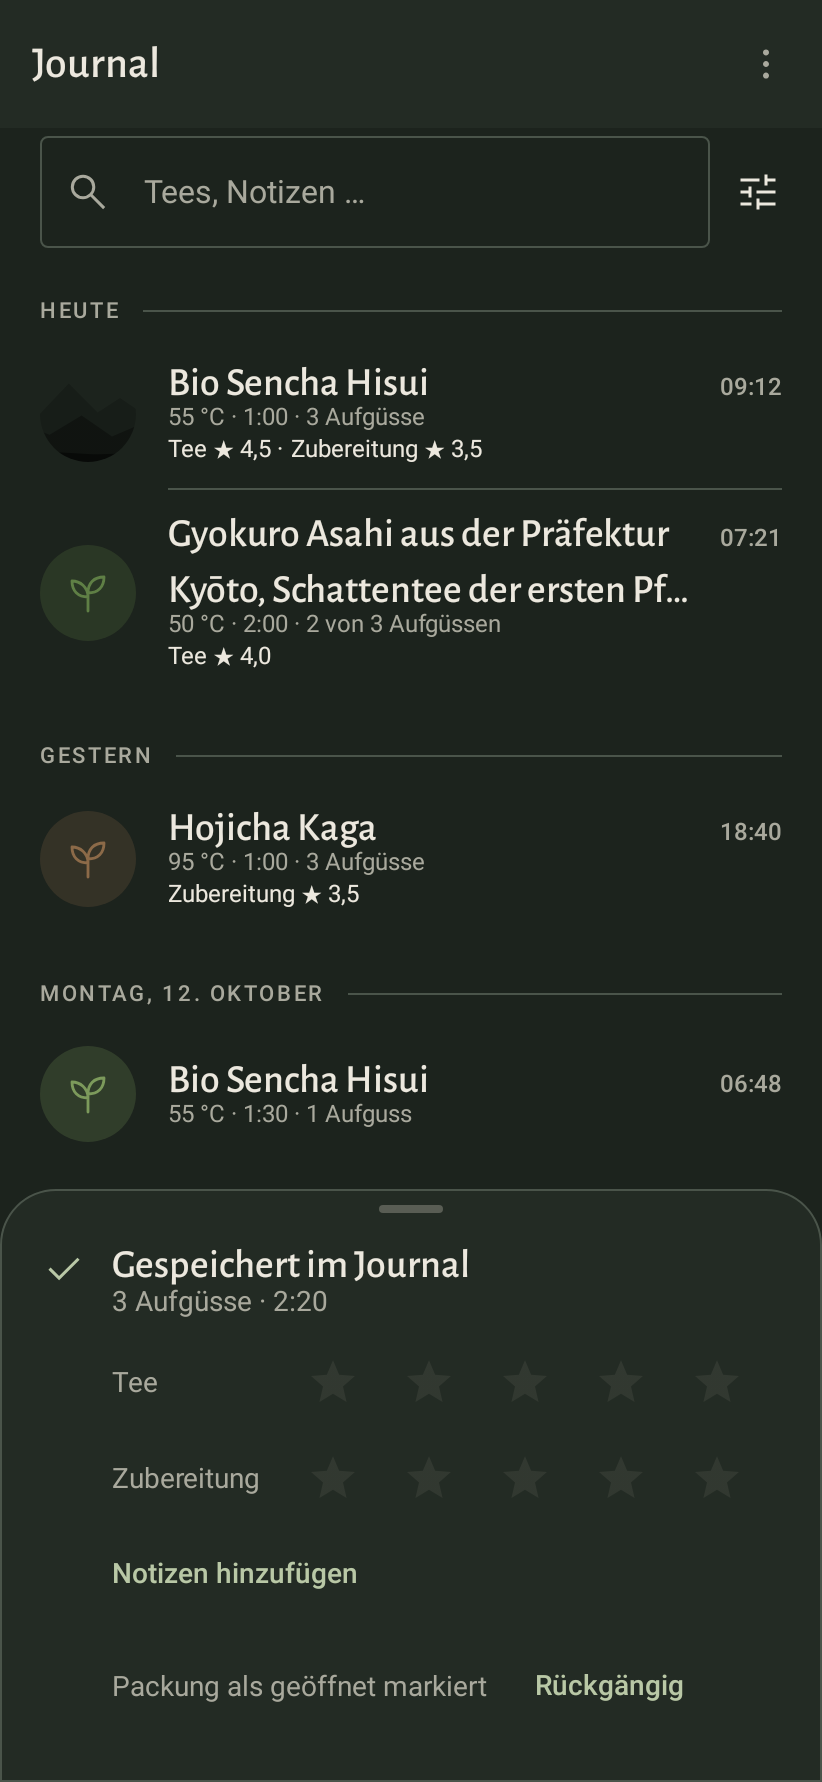 Journal
Tees, Notizen …
HEUTE
Bio Sencha Hisui
09:12
55 °C · 1:00 · 3 Aufgüsse
Tee ★ 4,5 · Zubereitung ★ 3,5
Gyokuro Asahi aus der Präfektur
07:21
Kyōto, Schattentee der ersten Pf…
50 °C · 2:00 · 2 von 3 Aufgüssen
Tee ★ 4,0
GESTERN
Hojicha Kaga
18:40
95 °C · 1:00 · 3 Aufgüsse
Zubereitung ★ 3,5
MONTAG, 12. OKTOBER
Bio Sencha Hisui
06:48
55 °C · 1:30 · 1 Aufguss
Gespeichert im Journal
3 Aufgüsse · 2:20
Tee
Zubereitung
Notizen hinzufügen
Packung als geöffnet markiert
Rückgängig